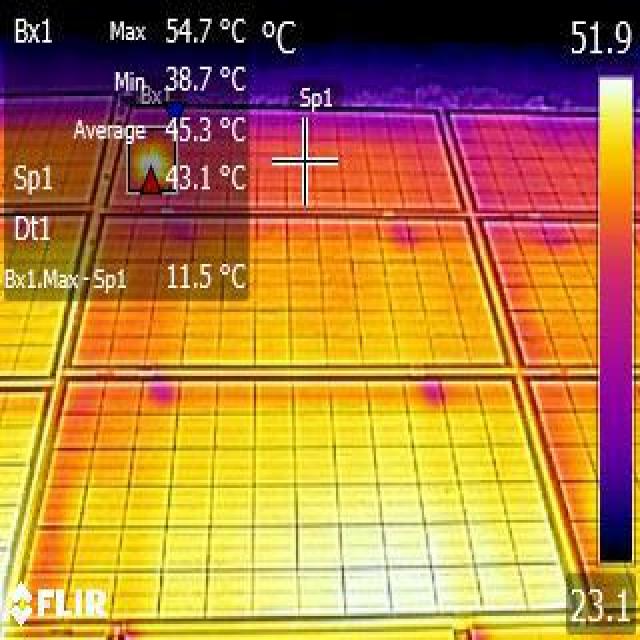 Bx1 Max 54.7 °C °C 51.9
Min 38.7 °C
Bx1 Sp1
Average 45.3 °C
Sp1 43.1 °C
Dt1
Bx1.Max - Sp1 11.5 °C
FLIR 23.1